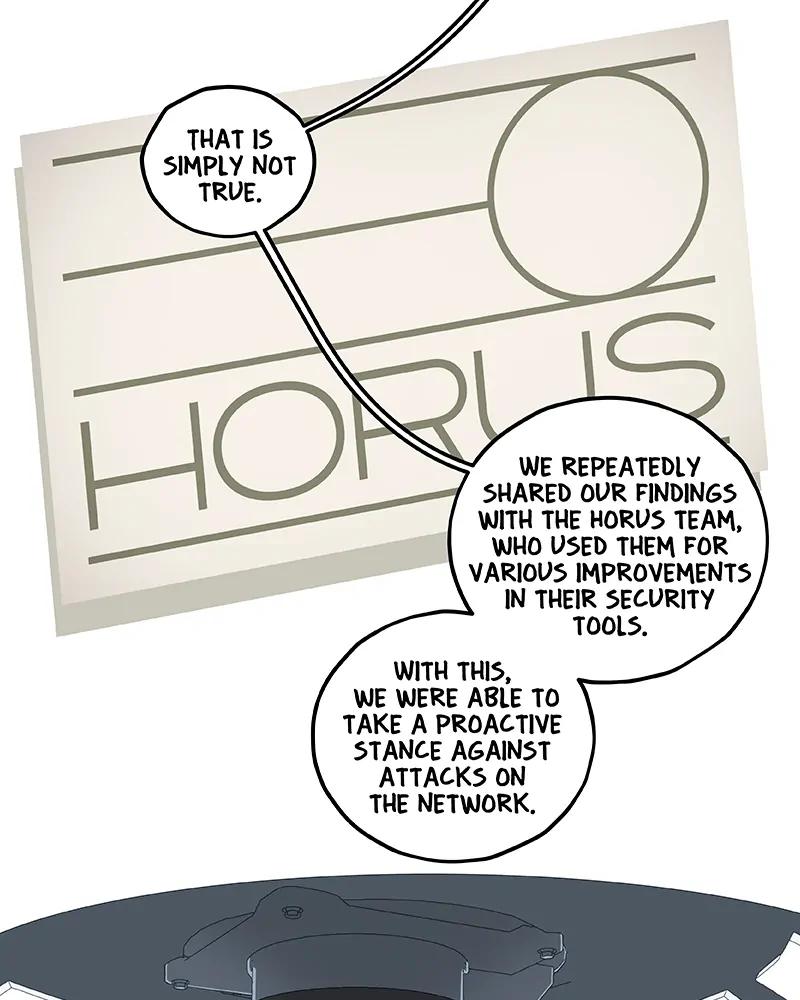 THAT IS
SIMPLY NOT
TRUE.
HORUS
WE REPEATEDLY
SHARED OUR FINDINGS
WITH THE HORUS TEAM,
WHO USED THEM FOR
VARIOUS IMPROVEMENTS
IN THEIR SECURITY
TOOLS.
WITH THIS,
WE WERE ABLE TO
TAKE A PROACTIVE
STANCE AGAINST
ATTACKS ON
THE NETWORK.